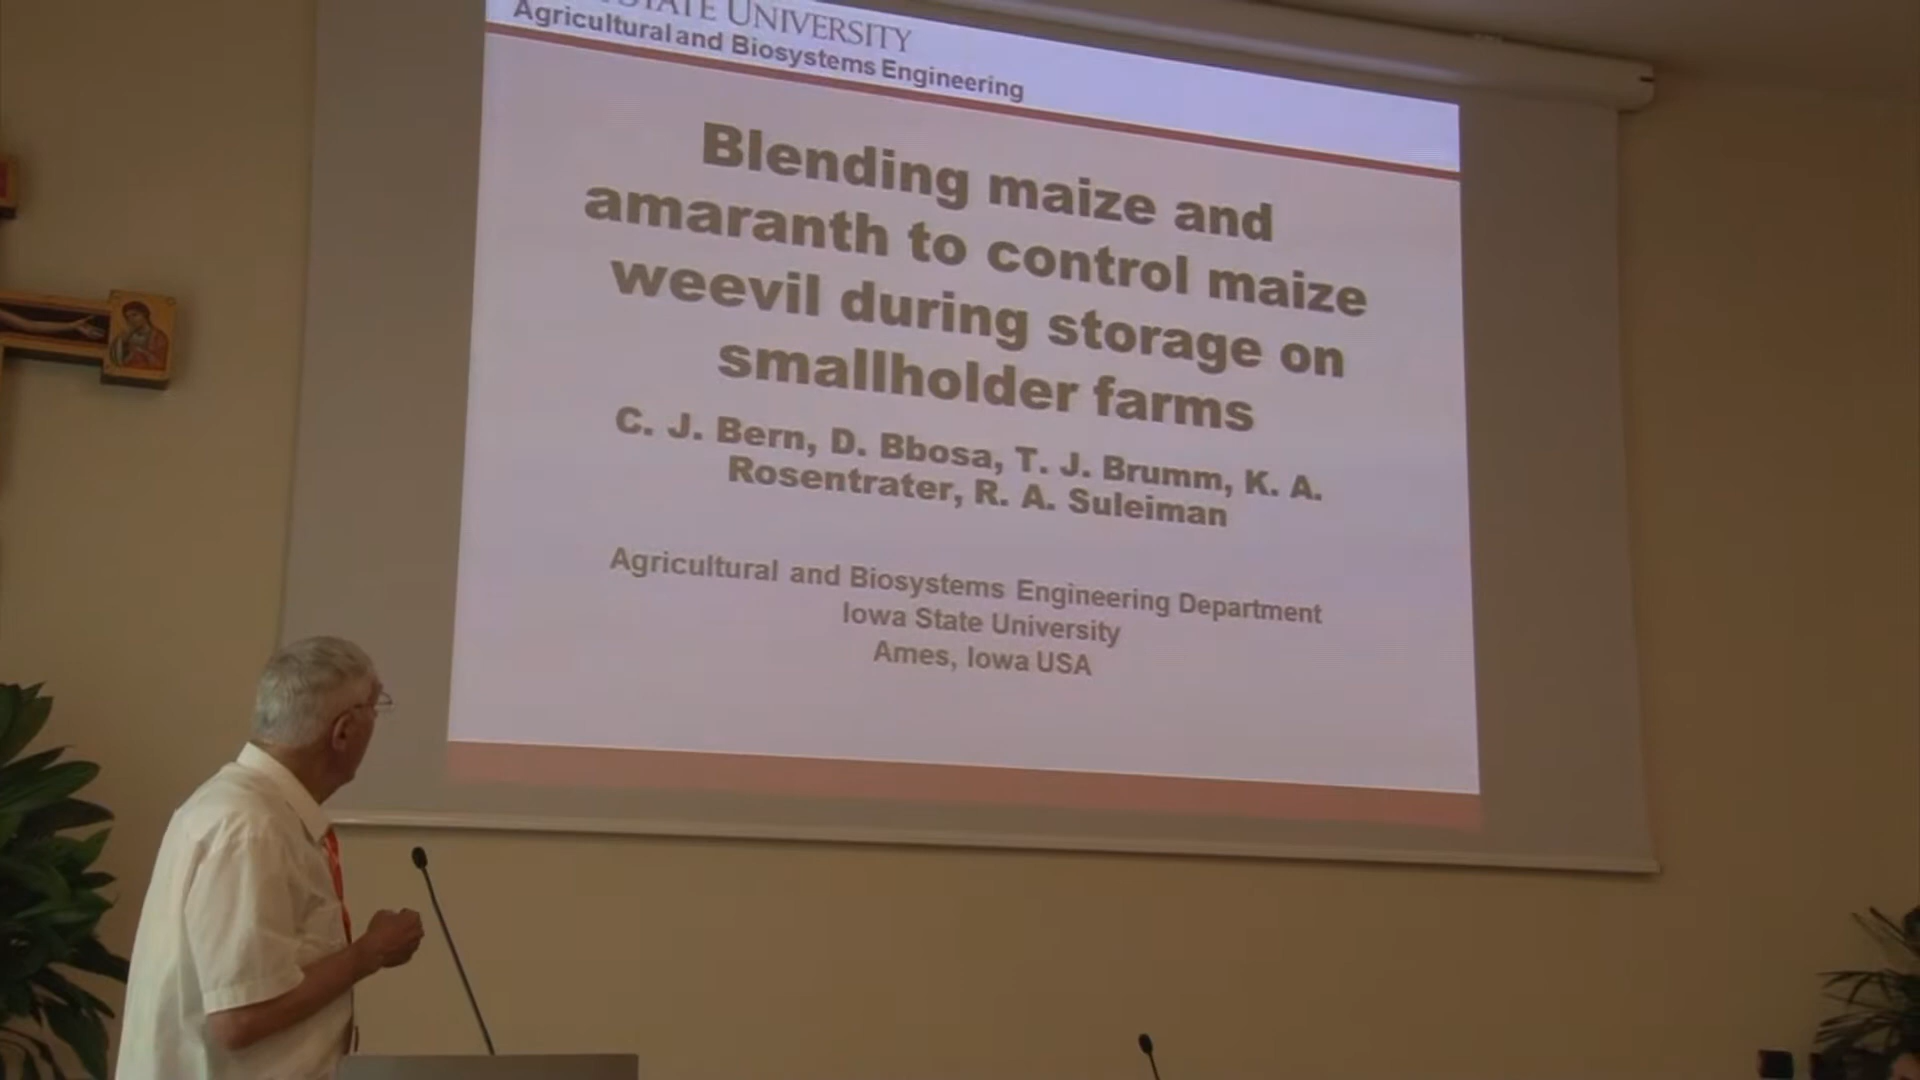 STATE UNIVERSITY
Agricultural and Biosystems Engineering
Blending maize and
amaranth to control maize
weevil during storage on
smallholder farms
C. J. Bern, D. Bbosa, T. J. Brumm, K. A.
Rosentrater, R. A. Suleiman
Agricultural and Biosystems Engineering Department
Iowa State University
Ames, Iowa USA